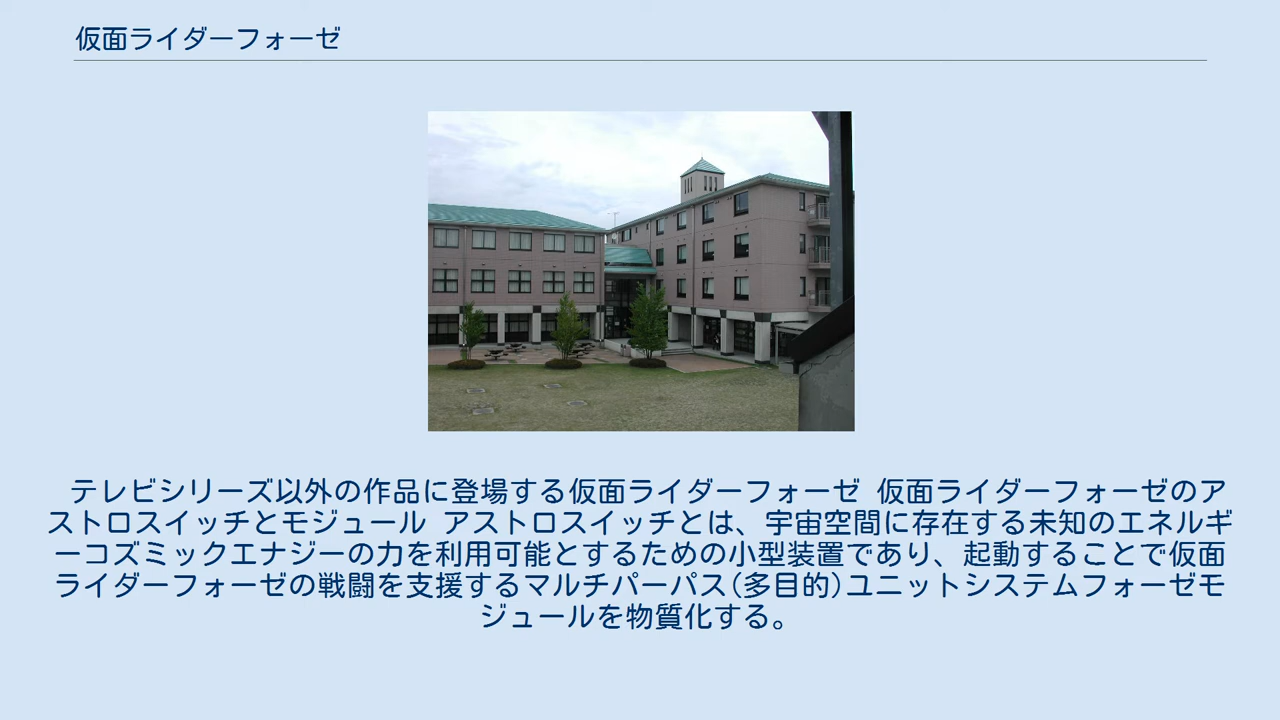 仮面ライダーフォーゼ
テレビシリーズ以外の作品に登場する仮面ライダーフォーゼ 仮面ライダーフォーゼのア
ストロスイッチとモジュール アストロスイッチとは、宇宙空間に存在する未知のエネルギ
ーコズミックエナジーの力を利用可能とするための小型装置であり、起動することで仮面
ライダーフォーゼの戦闘を支援するマルチパーパス(多目的)ユニットシステムフォーゼモ
ジュールを物質化する。